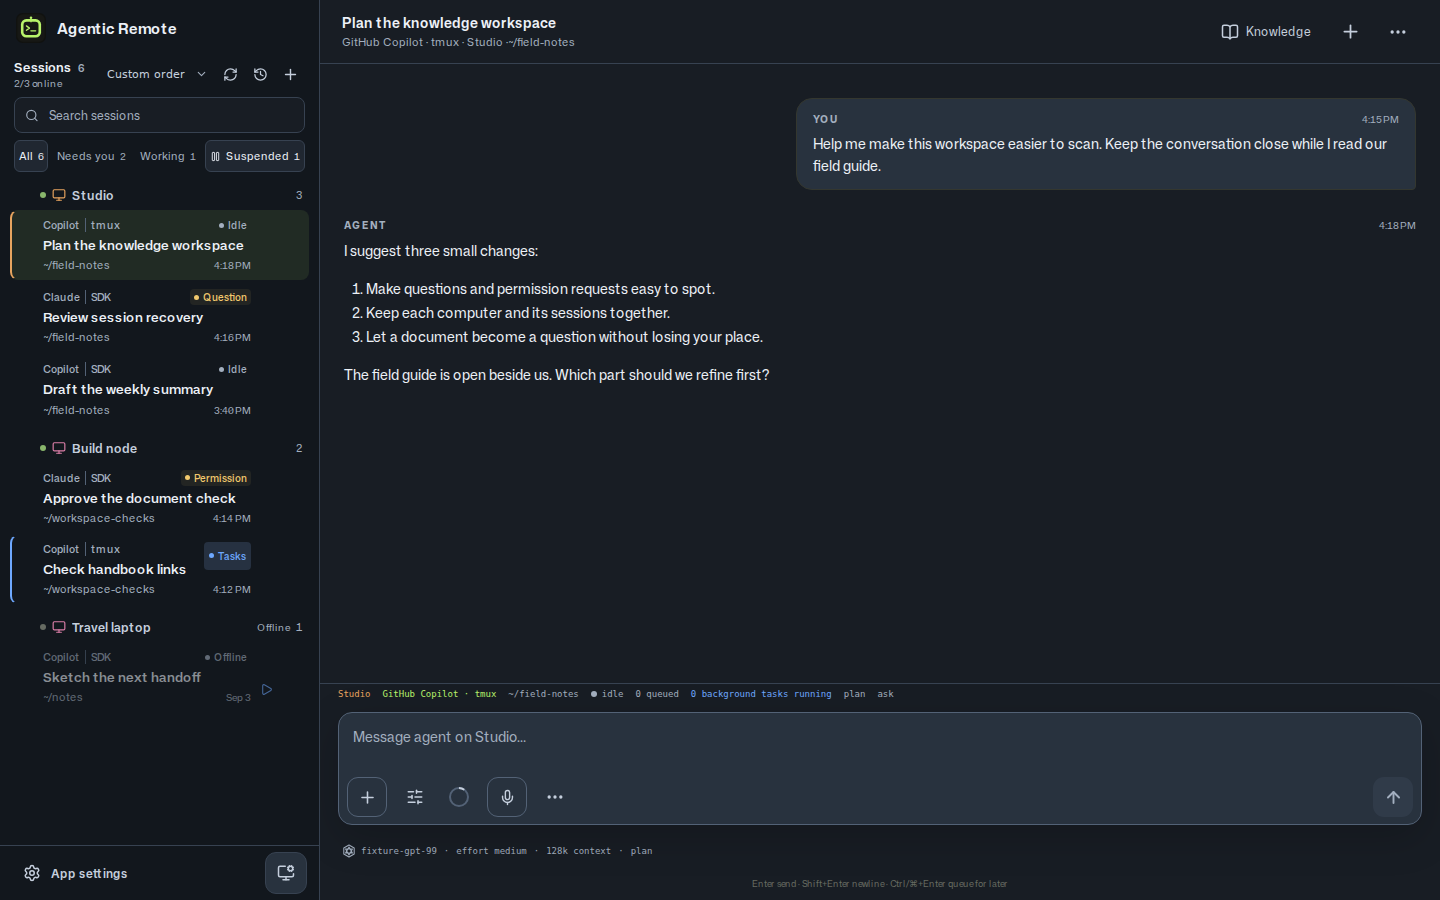 Agentic Remote
Sessions 6
2/3 online
Custom order
Search sessions
All 6
Needs you 2
Working 1
Suspended 1
Studio 3
Copilot | tmux
Idle
Plan the knowledge workspace
~/field-notes
4:18 PM
Claude | SDK
Question
Review session recovery
~/field-notes
4:16 PM
Copilot | SDK
Idle
Draft the weekly summary
~/field-notes
3:40 PM
Build node 2
Claude | SDK
Permission
Approve the document check
~/workspace-checks
4:14 PM
Copilot | tmux
Tasks
Check handbook links
~/workspace-checks
4:12 PM
Travel laptop
Offline 1
Copilot | SDK
Offline
Sketch the next handoff
~/notes
Sep 3
App settings
Plan the knowledge workspace
GitHub Copilot · tmux · Studio · ~/field-notes
Knowledge
YOU
4:15 PM
Help me make this workspace easier to scan. Keep the conversation close while I read our
field guide.
AGENT
4:18 PM
I suggest three small changes:
1. Make questions and permission requests easy to spot.
2. Keep each computer and its sessions together.
3. Let a document become a question without losing your place.
The field guide is open beside us. Which part should we refine first?
Studio GitHub Copilot · tmux ~/field-notes idle 0 queued 0 background tasks running plan ask
Message agent on Studio...
fixture-gpt-99 · effort medium · 128k context · plan
Enter send · Shift+Enter newline · Ctrl/⌘+Enter queue for later